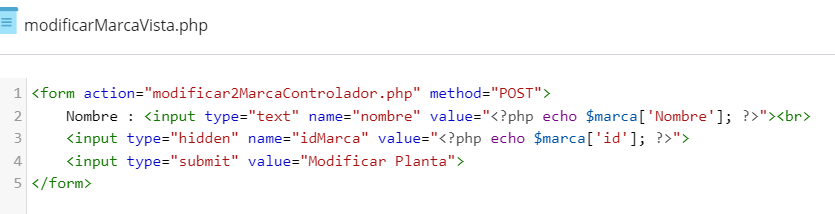 modificarMarcaVista.php
1 <form action="modificar2MarcaControlador.php" method="POST">
2     Nombre : <input type="text" name="nombre" value="<?php echo $marca['Nombre']; ?>"><br>
3     <input type="hidden" name="idMarca" value="<?php echo $marca['id']; ?>">
4     <input type="submit" value="Modificar Planta">
5 </form>